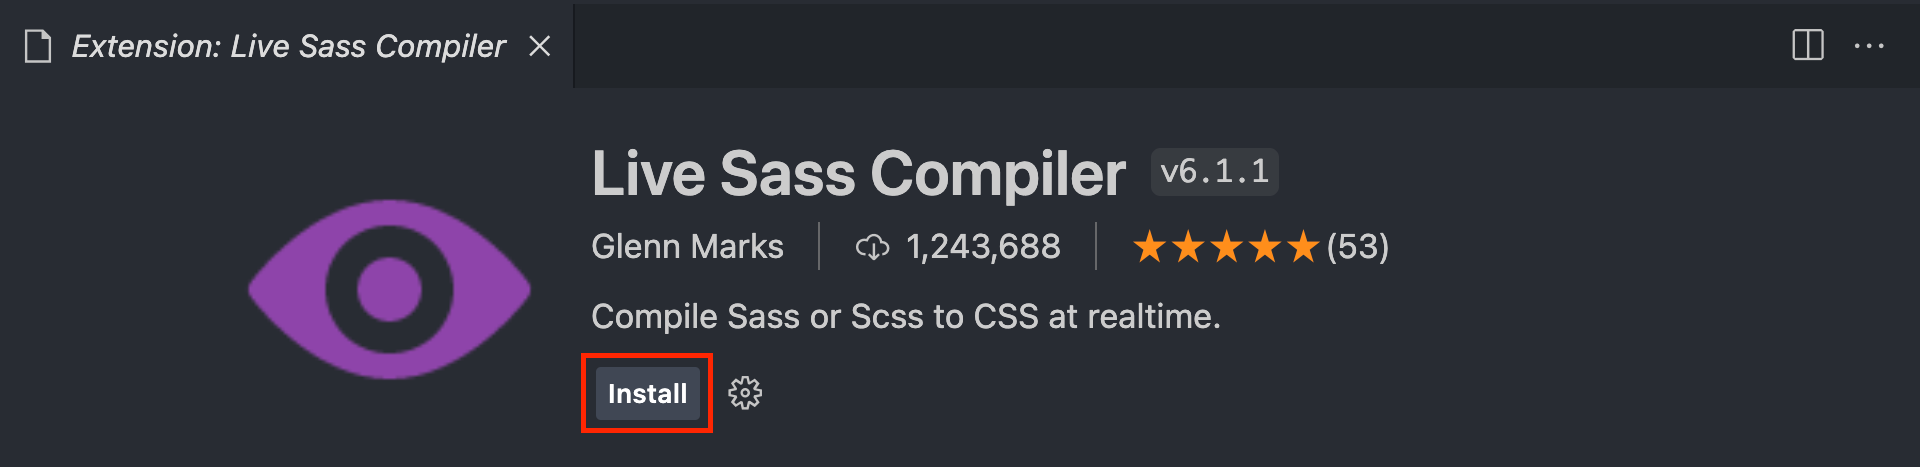 Extension: Live Sass Compiler
Live Sass Compiler v6.1.1
Glenn Marks 1,243,688 (53)
Compile Sass or Scss to CSS at realtime.
Install